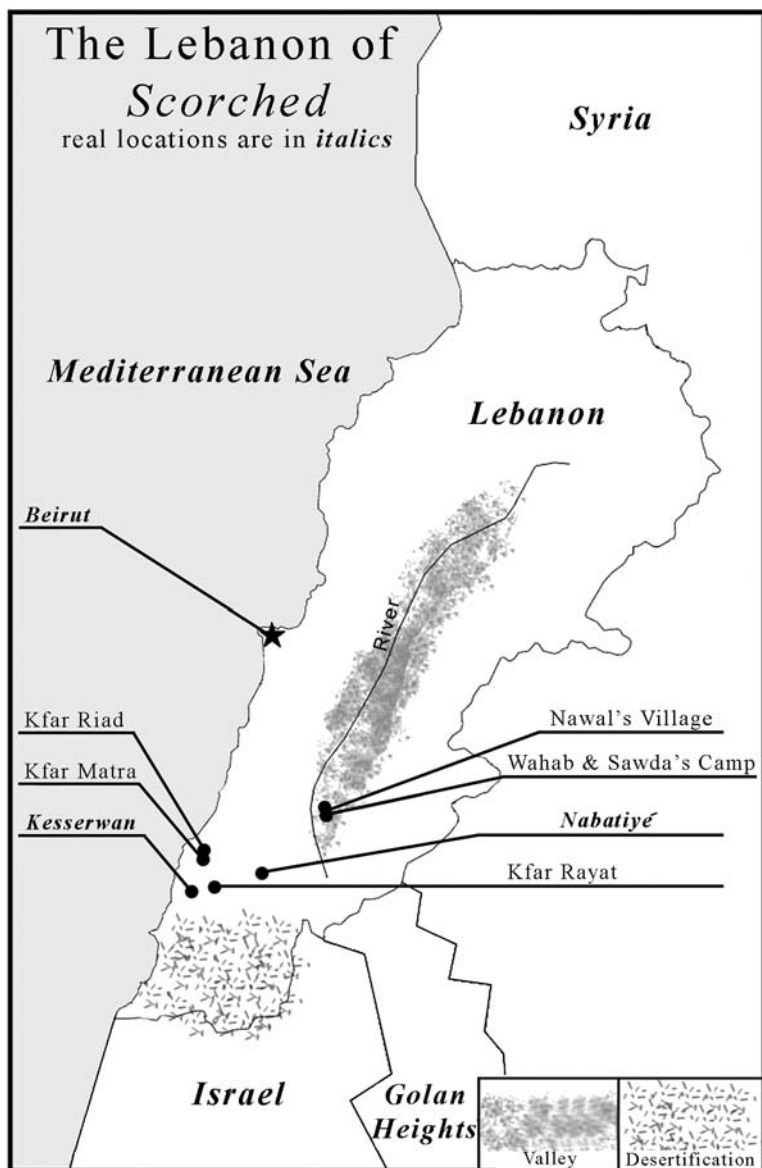 The Lebanon of
Scorched
real locations are in italics
Syria
Mediterranean Sea
Lebanon
Beirut
River
Kfar Riad
Nawal's Village
Kfar Matra
Wahab & Sawda's Camp
Kesserwan
Nabatiyé
Kfar Rayat
Israel
Golan
Heights
Valley
Desertification